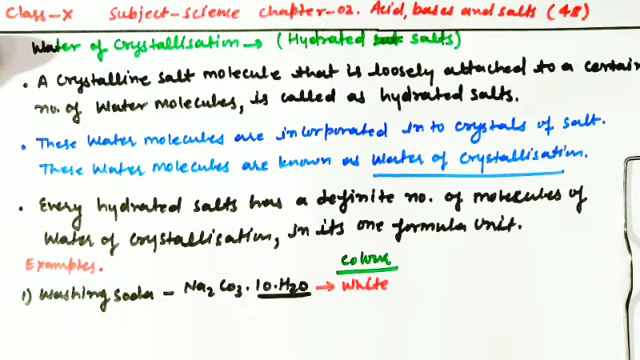 Class-X Subject-science chapter-02. Acid, bases and salts (48)
Water of crystallisation → (Hydrated salts)
• A crystalline salt molecule that is loosely attached to a certain
no. of water molecules, is called as hydrated salts.
• These water molecules are incorporated in to crystals of salt.
These water molecules are known as water of crystallisation.
• Every hydrated salts has a definite no. of molecules of
water of crystallisation, in its one formula unit.
Examples. Colour
1) Washing Soda - Na2CO3.10.H2O → White